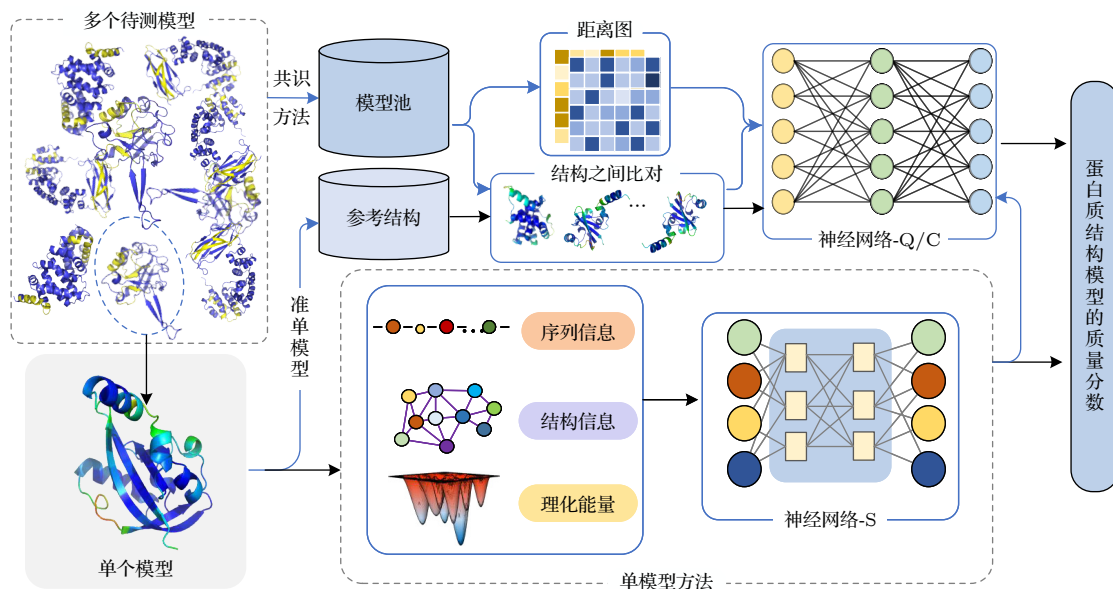 多个待测模型
共识
方法
模型池
距离图
参考结构
结构之间比对
...
神经网络-Q/C
准单模型
序列信息
结构信息
理化能量
神经网络-S
单个模型
单模型方法
蛋白质结构模型的质量分数